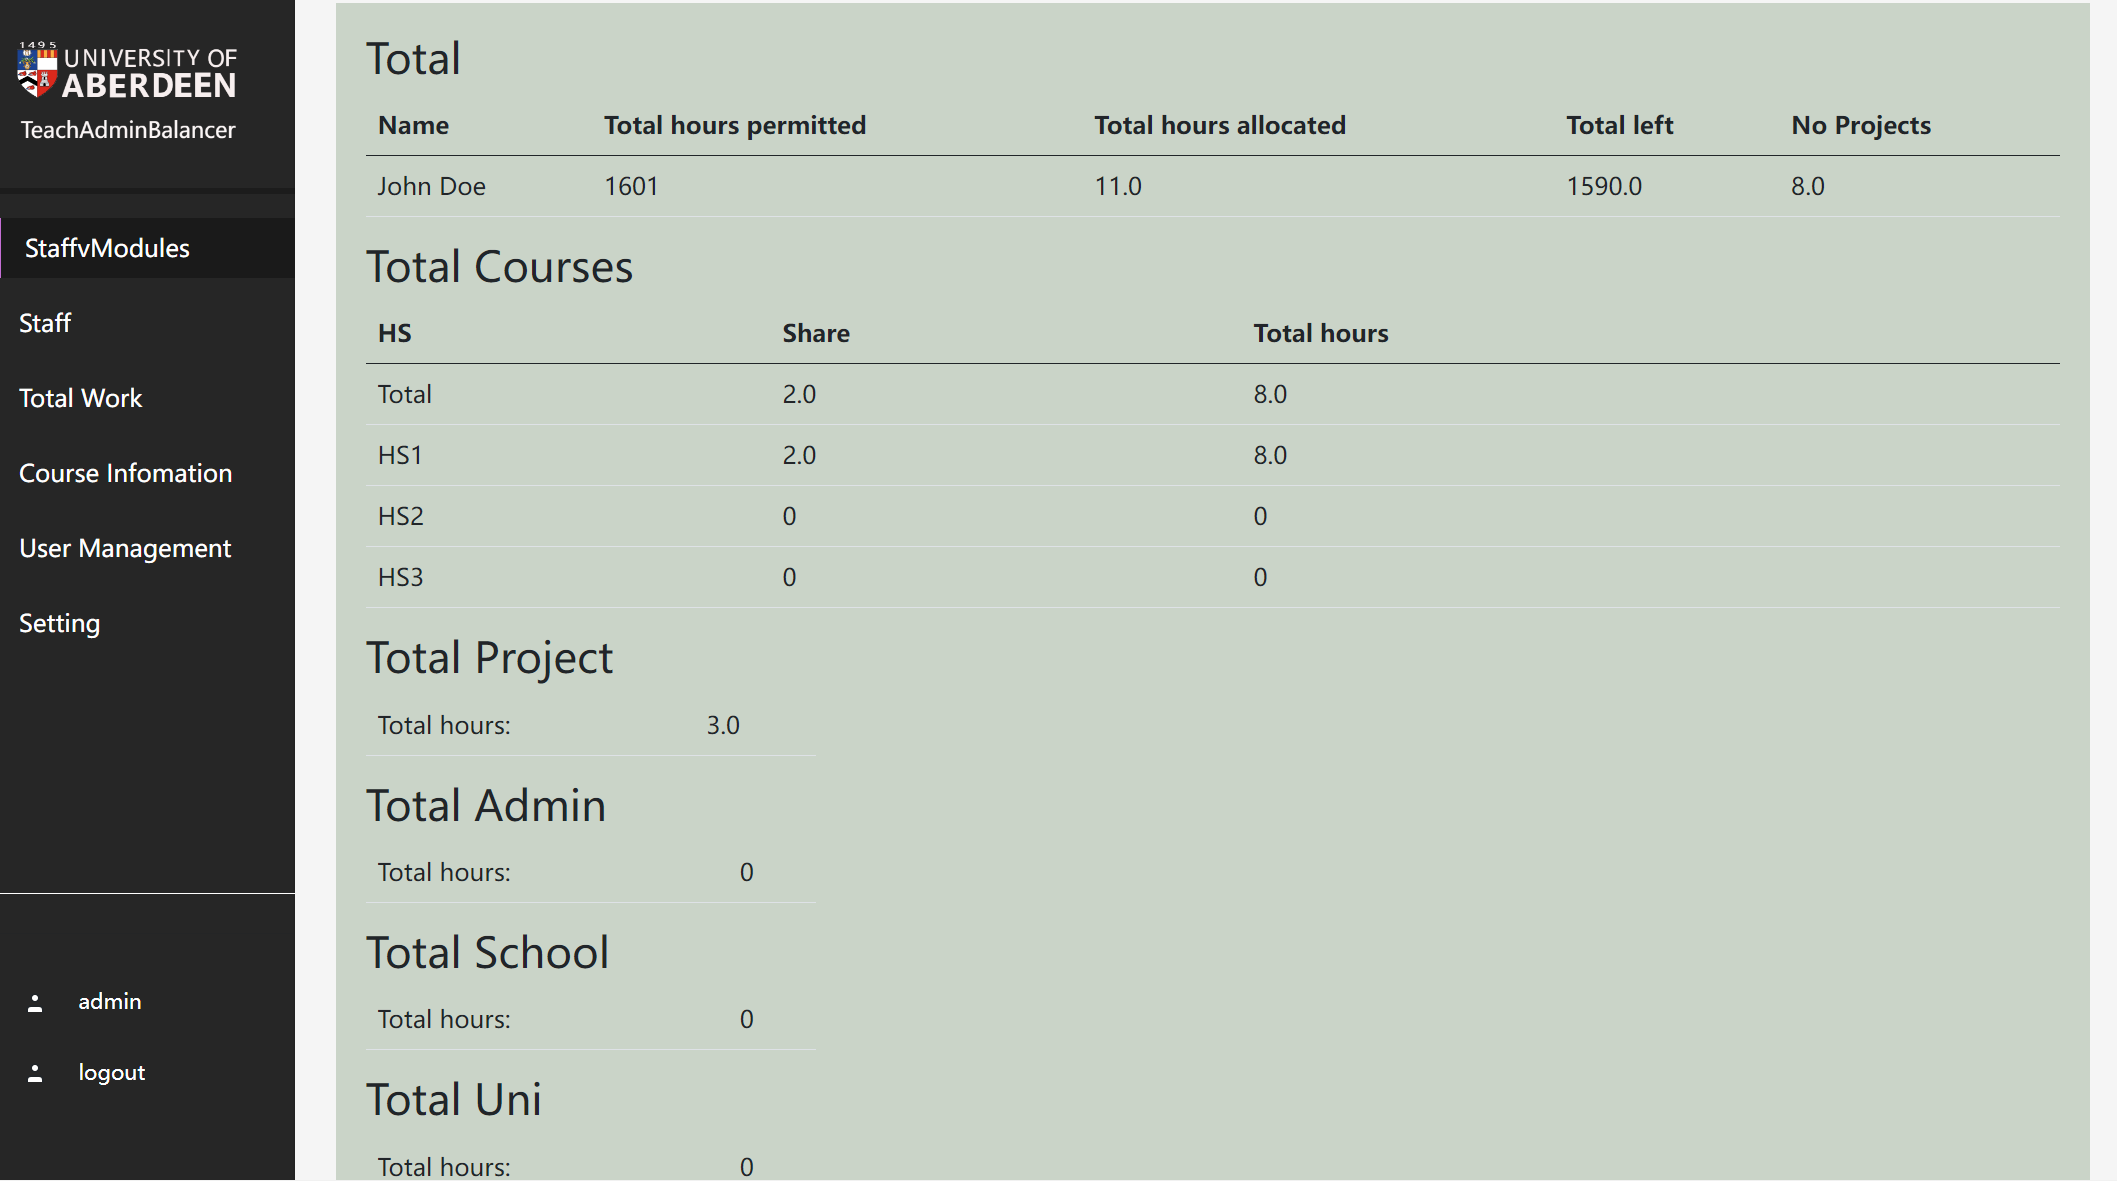 1495
UNIVERSITY OF
ABERDEEN
TeachAdminBalancer
StaffvModules
Staff
Total Work
Course Infomation
User Management
Setting
admin
logout
Total
Name Total hours permitted Total hours allocated Total left No Projects
John Doe 1601 11.0 1590.0 8.0
Total Courses
HS Share Total hours
Total 2.0 8.0
HS1 2.0 8.0
HS2 0 0
HS3 0 0
Total Project
Total hours: 3.0
Total Admin
Total hours: 0
Total School
Total hours: 0
Total Uni
Total hours: 0